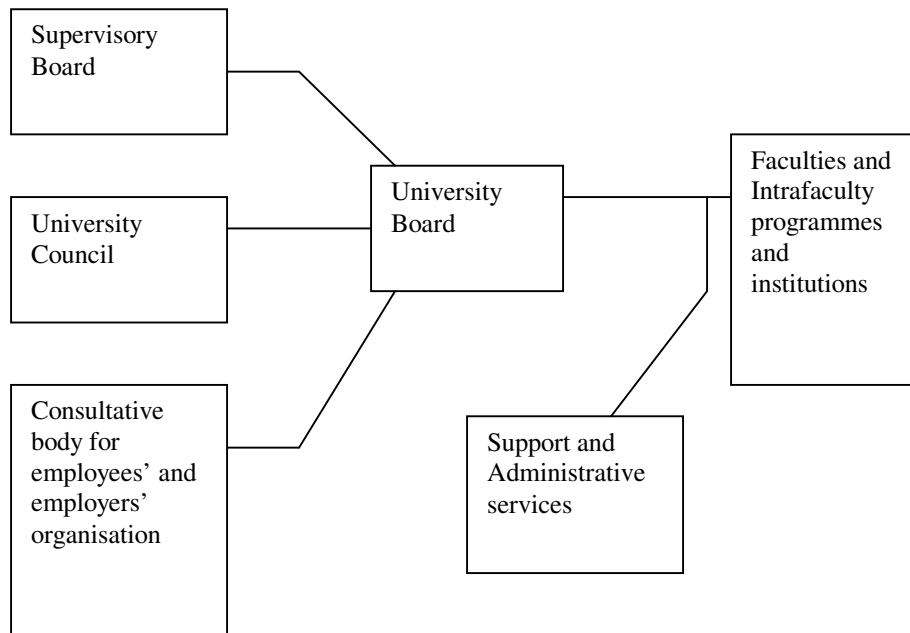 Supervisory
Board
University
Council
Consultative
body for
employees’ and
employers’
organisation
University
Board
Support and
Administrative
services
Faculties and
Intrafaculty
programmes
and
institutions